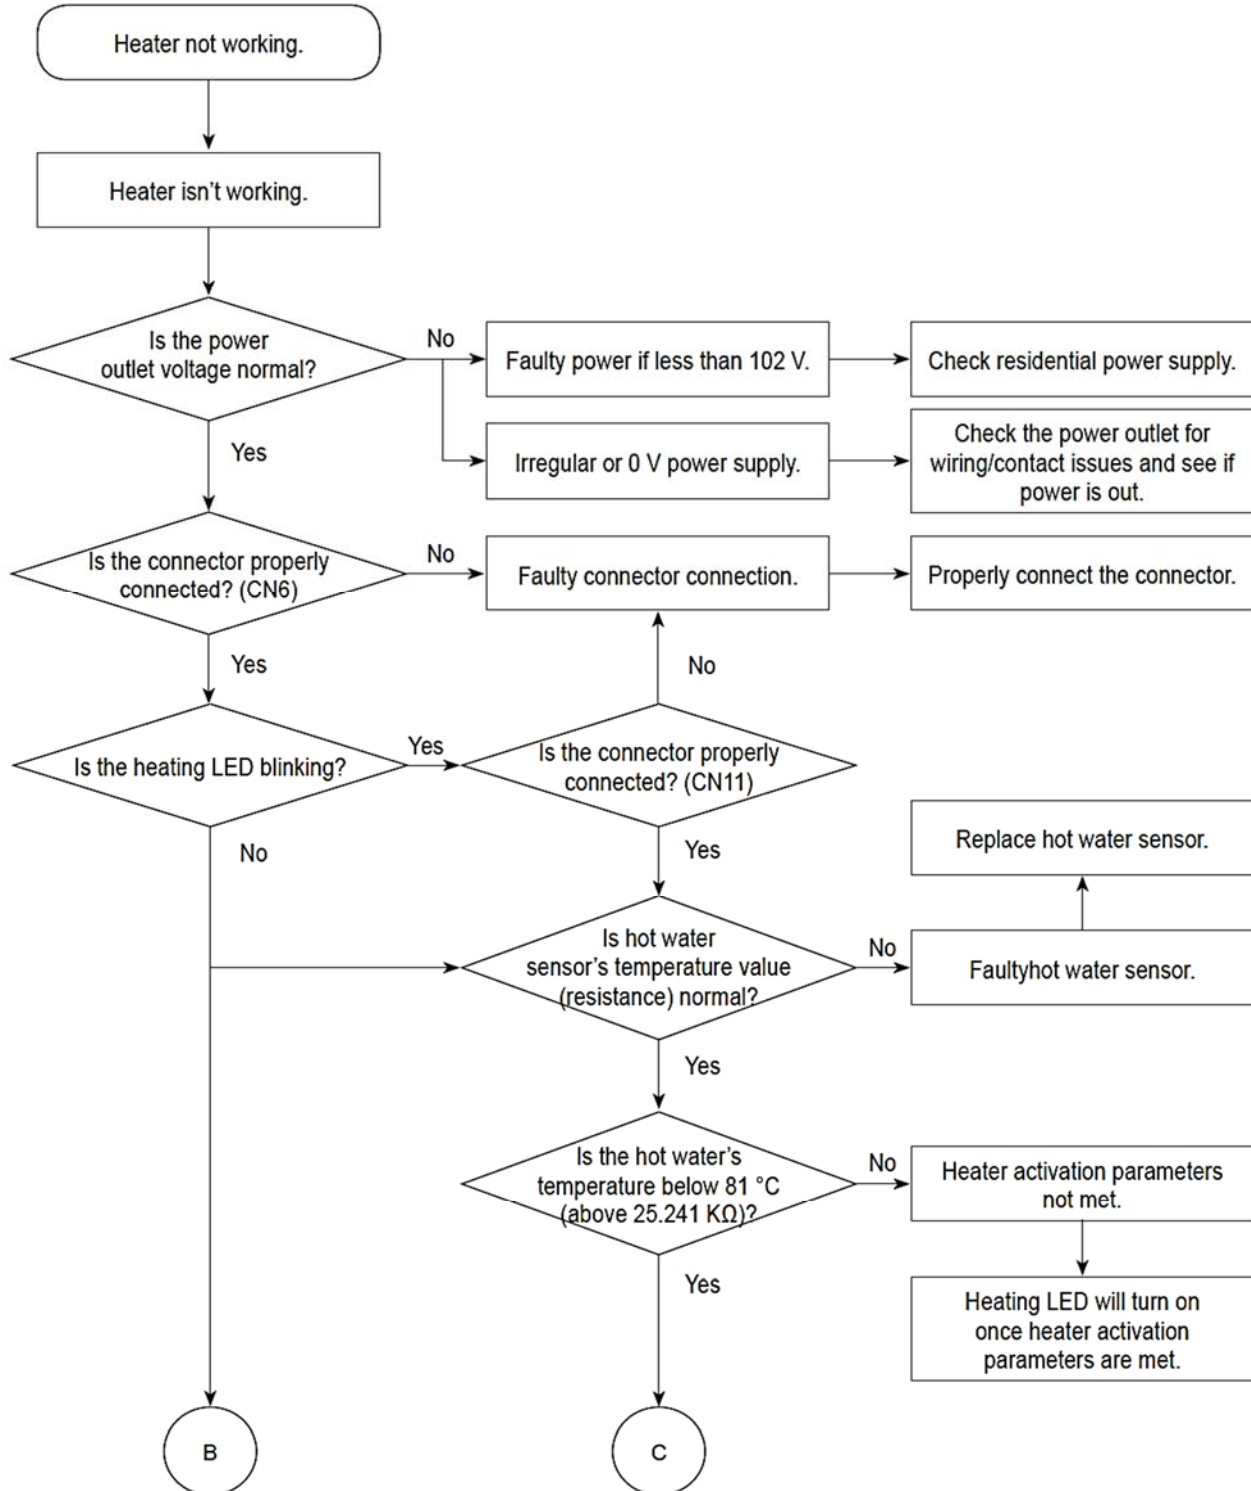 Heater not working.
Heater isn't working.
Is the power
outlet voltage normal?
No
Faulty power if less than 102 V.
Check residential power supply.
Yes
Irregular or 0 V power supply.
Check the power outlet for
wiring/contact issues and see if
power is out.
Is the connector properly
connected? (CN6)
No
Faulty connector connection.
Properly connect the connector.
Yes
No
Is the heating LED blinking?
Yes
Is the connector properly
connected? (CN11)
No
Yes
Replace hot water sensor.
Is hot water
sensor's temperature value
(resistance) normal?
No
Faultyhot water sensor.
Yes
Is the hot water's
temperature below 81 °C
(above 25.241 KΩ)?
No
Heater activation parameters
not met.
Yes
Heating LED will turn on
once heater activation
parameters are met.
B
C